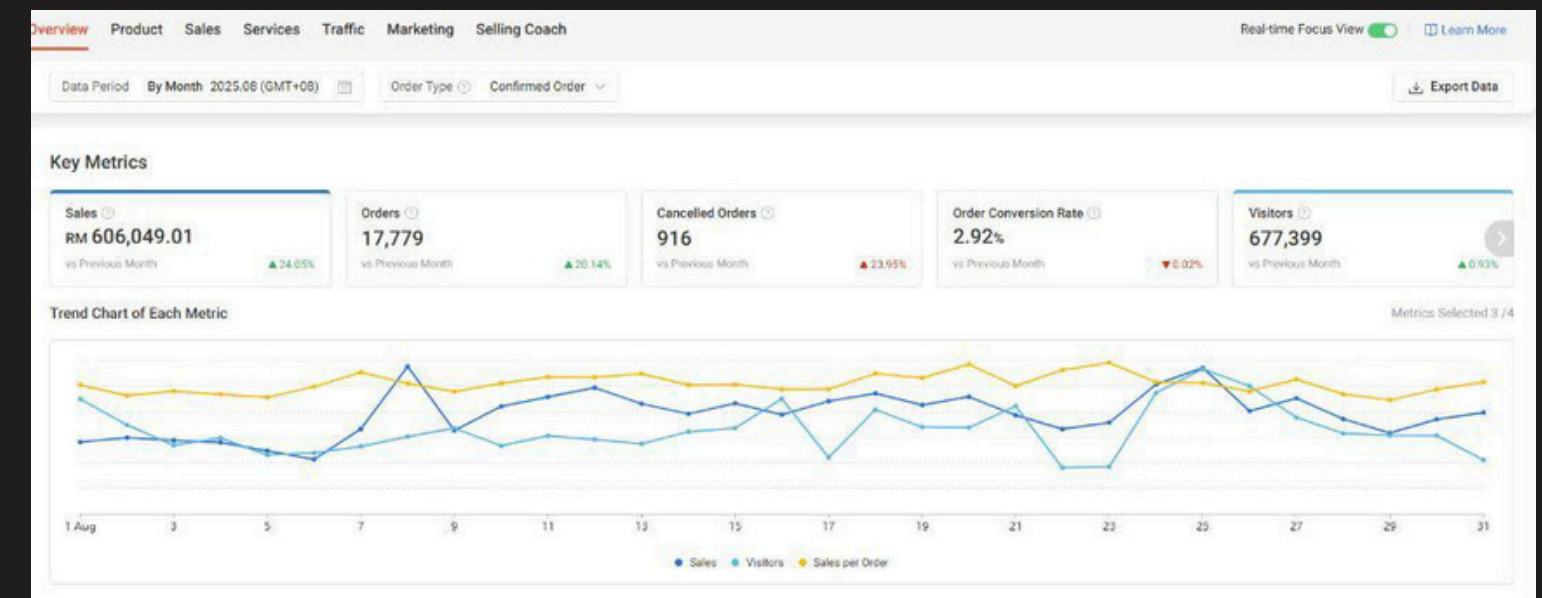 Overview Product Sales Services Traffic Marketing Selling Coach Real-time Focus View Learn More
Data Period By Month 2025.08 (GMT+08) Order Type Confirmed Order Export Data
Key Metrics
Sales Orders Cancelled Orders Order Conversion Rate Visitors
RM 606,049.01 17,779 916 2.92% 677,399
vs Previous Month ▲24.05% vs Previous Month ▲20.14% vs Previous Month ▲23.95% vs Previous Month ▼0.02% vs Previous Month ▲0.93%
Trend Chart of Each Metric Metrics Selected 3 /4
1 Aug 3 5 7 9 11 13 15 17 19 21 23 25 27 29 31
Sales Visitors Sales per Order